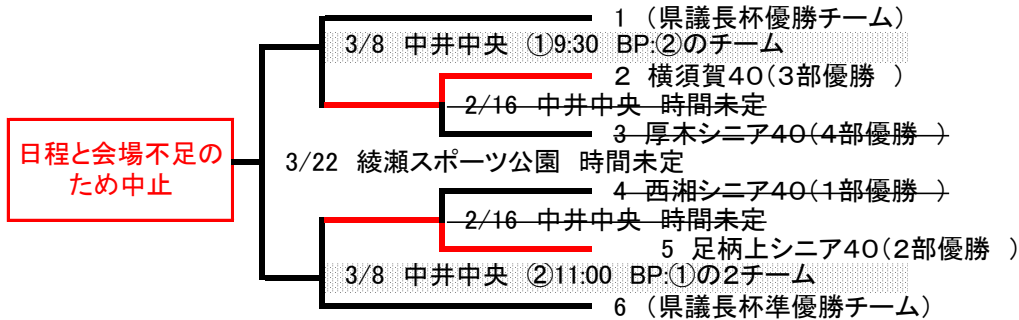 1 （県議長杯優勝チーム）
3/8 中井中央 ①9:30 BP:②のチーム
2 横須賀40（3部優勝 ）
2/16 中井中央 時間未定
3 厚木シニア40（4部優勝 ）
日程と会場不足の
ため中止
3/22 綾瀬スポーツ公園 時間未定
4 西湘シニア40（1部優勝 ）
2/16 中井中央 時間未定
5 足柄上シニア40（2部優勝 ）
3/8 中井中央 ②11:00 BP:①の2チーム
6 （県議長杯準優勝チーム）